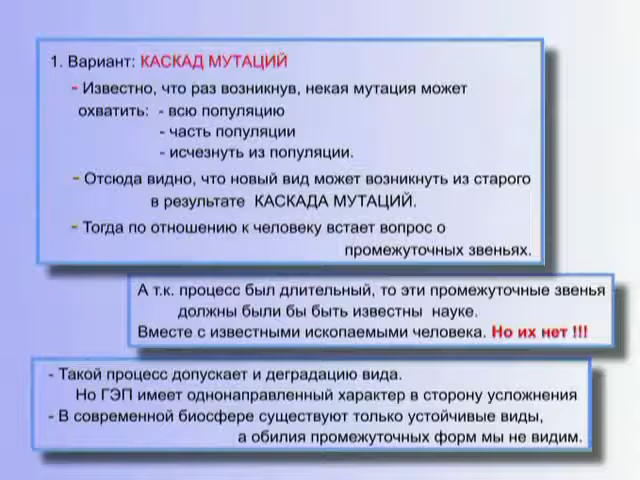 1. Вариант: КАСКАД МУТАЦИЙ
- Известно, что раз возникнув, некая мутация может
охватить: - всю популяцию
- часть популяции
- исчезнуть из популяции.
- Отсюда видно, что новый вид может возникнуть из старого
в результате КАСКАДА МУТАЦИЙ.
- Тогда по отношению к человеку встает вопрос о
промежуточных звеньях.
А т.к. процесс был длительный, то эти промежуточные звенья
должны были бы быть известны науке.
Вместе с известными ископаемыми человека. Но их нет !!!
- Такой процесс допускает и деградацию вида.
Но ГЭП имеет однонаправленный характер в сторону усложнения
- В современной биосфере существуют только устойчивые виды,
а обилия промежуточных форм мы не видим.